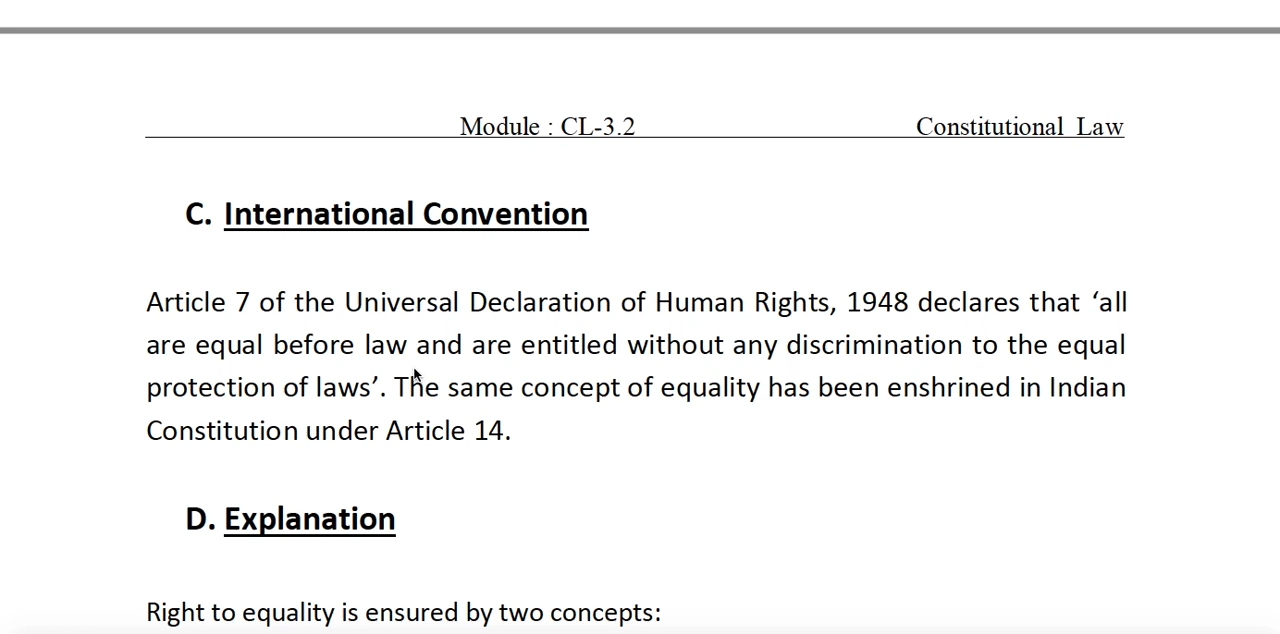 Module : CL-3.2 Constitutional Law
C. International Convention
Article 7 of the Universal Declaration of Human Rights, 1948 declares that ‘all
are equal before law and are entitled without any discrimination to the equal
protection of laws’. The same concept of equality has been enshrined in Indian
Constitution under Article 14.
D. Explanation
Right to equality is ensured by two concepts: